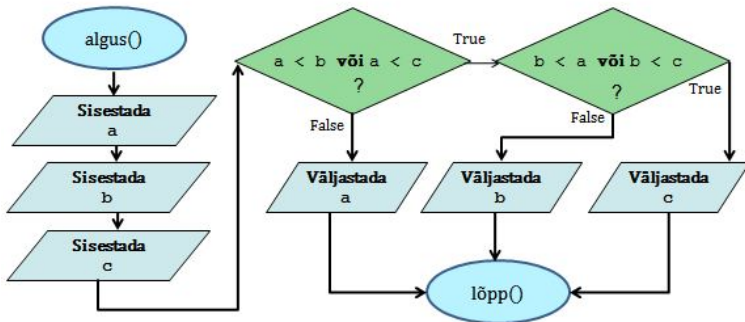 algus()
Sisestada
a
Sisestada
b
Sisestada
c
a < b või a < c
?
True
False
b < a või b < c
?
True
False
Väljastada
a
Väljastada
b
Väljastada
c
lõpp()